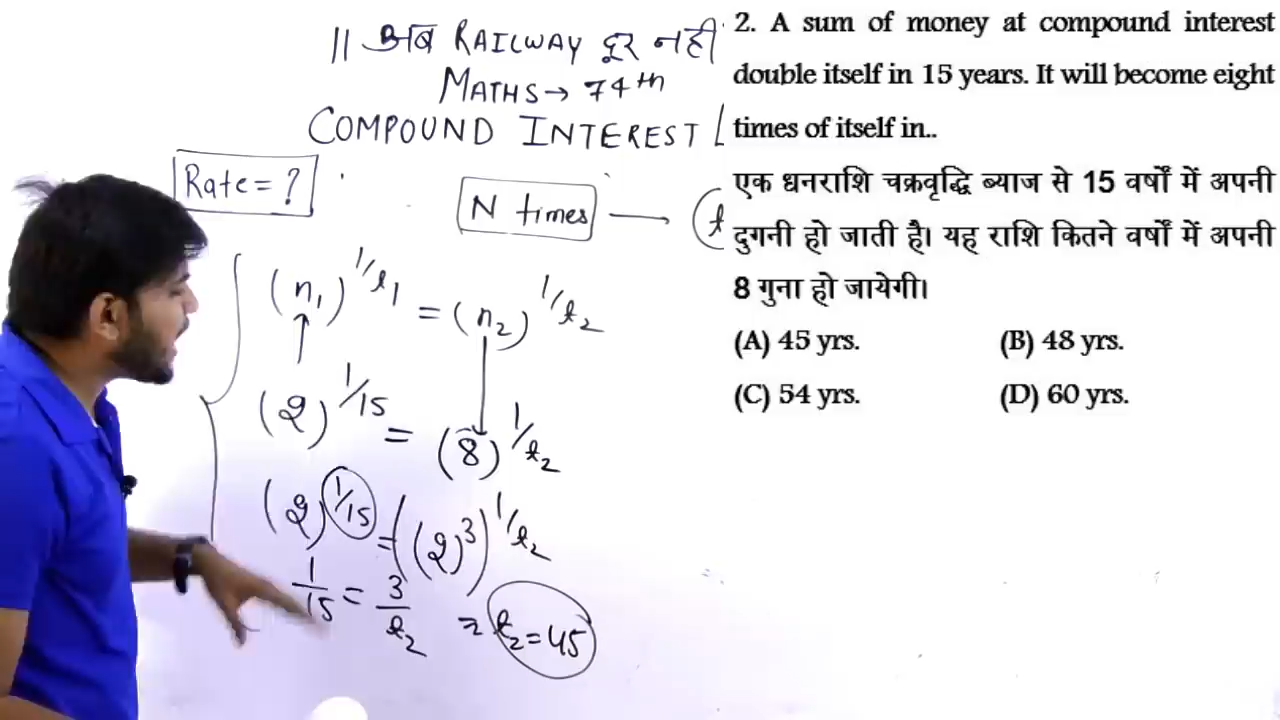 || अब RAILWAY दूर नही
MATHS → 74th
COMPOUND INTEREST
Rate = ?
N times →
(n₁)^1/t₁ = (n₂)^1/t₂
(2)^1/15 = (8)^1/t₂
(2)^1/15 = ((2)^3)^1/t₂
1/15 = 3/t₂ = t₂ = 45
2. A sum of money at compound interest
double itself in 15 years. It will become eight
times of itself in..
एक धनराशि चक्रवृद्धि ब्याज से 15 वर्षों में अपनी
दुगनी हो जाती है। यह राशि कितने वर्षों में अपनी
8 गुना हो जायेगी।
(A) 45 yrs. (B) 48 yrs.
(C) 54 yrs. (D) 60 yrs.